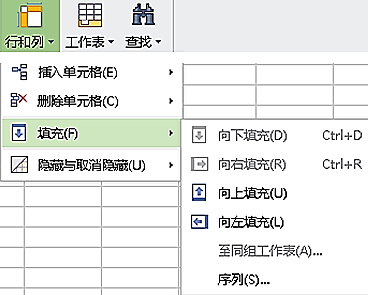 行和列 工作表 查找
插入单元格(E)
删除单元格(C)
填充(F)
隐藏与取消隐藏(U)
向下填充(D) Ctrl+D
向右填充(R) Ctrl+R
向上填充(U)
向左填充(L)
至同组工作表(A)...
序列(S)...